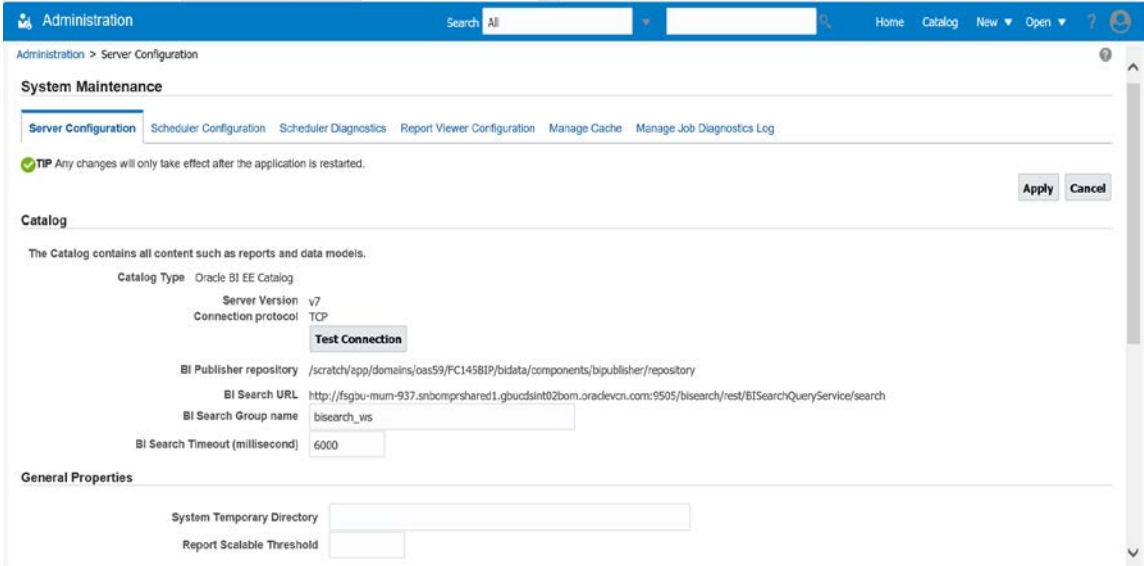 Administration
Search All
Home Catalog New ▼ Open ▼ ?
Administration > Server Configuration
System Maintenance
Server Configuration Scheduler Configuration Scheduler Diagnostics Report Viewer Configuration Manage Cache Manage Job Diagnostics Log
TIP Any changes will only take effect after the application is restarted.
Apply Cancel
Catalog
The Catalog contains all content such as reports and data models.
Catalog Type Oracle BI EE Catalog
Server Version v7
Connection protocol TCP
Test Connection
BI Publisher repository /scratch/app/domains/oas59/FC145BIP/bidata/components/bipublisher/repository
BI Search URL http://fsgbu-mum-937.snbomprshared1.gbucdsint02bom.oraclevcn.com:9505/bisearch/rest/BISearchQueryService/search
BI Search Group name bisearch_ws
BI Search Timeout (millisecond) 6000
General Properties
System Temporary Directory
Report Scalable Threshold